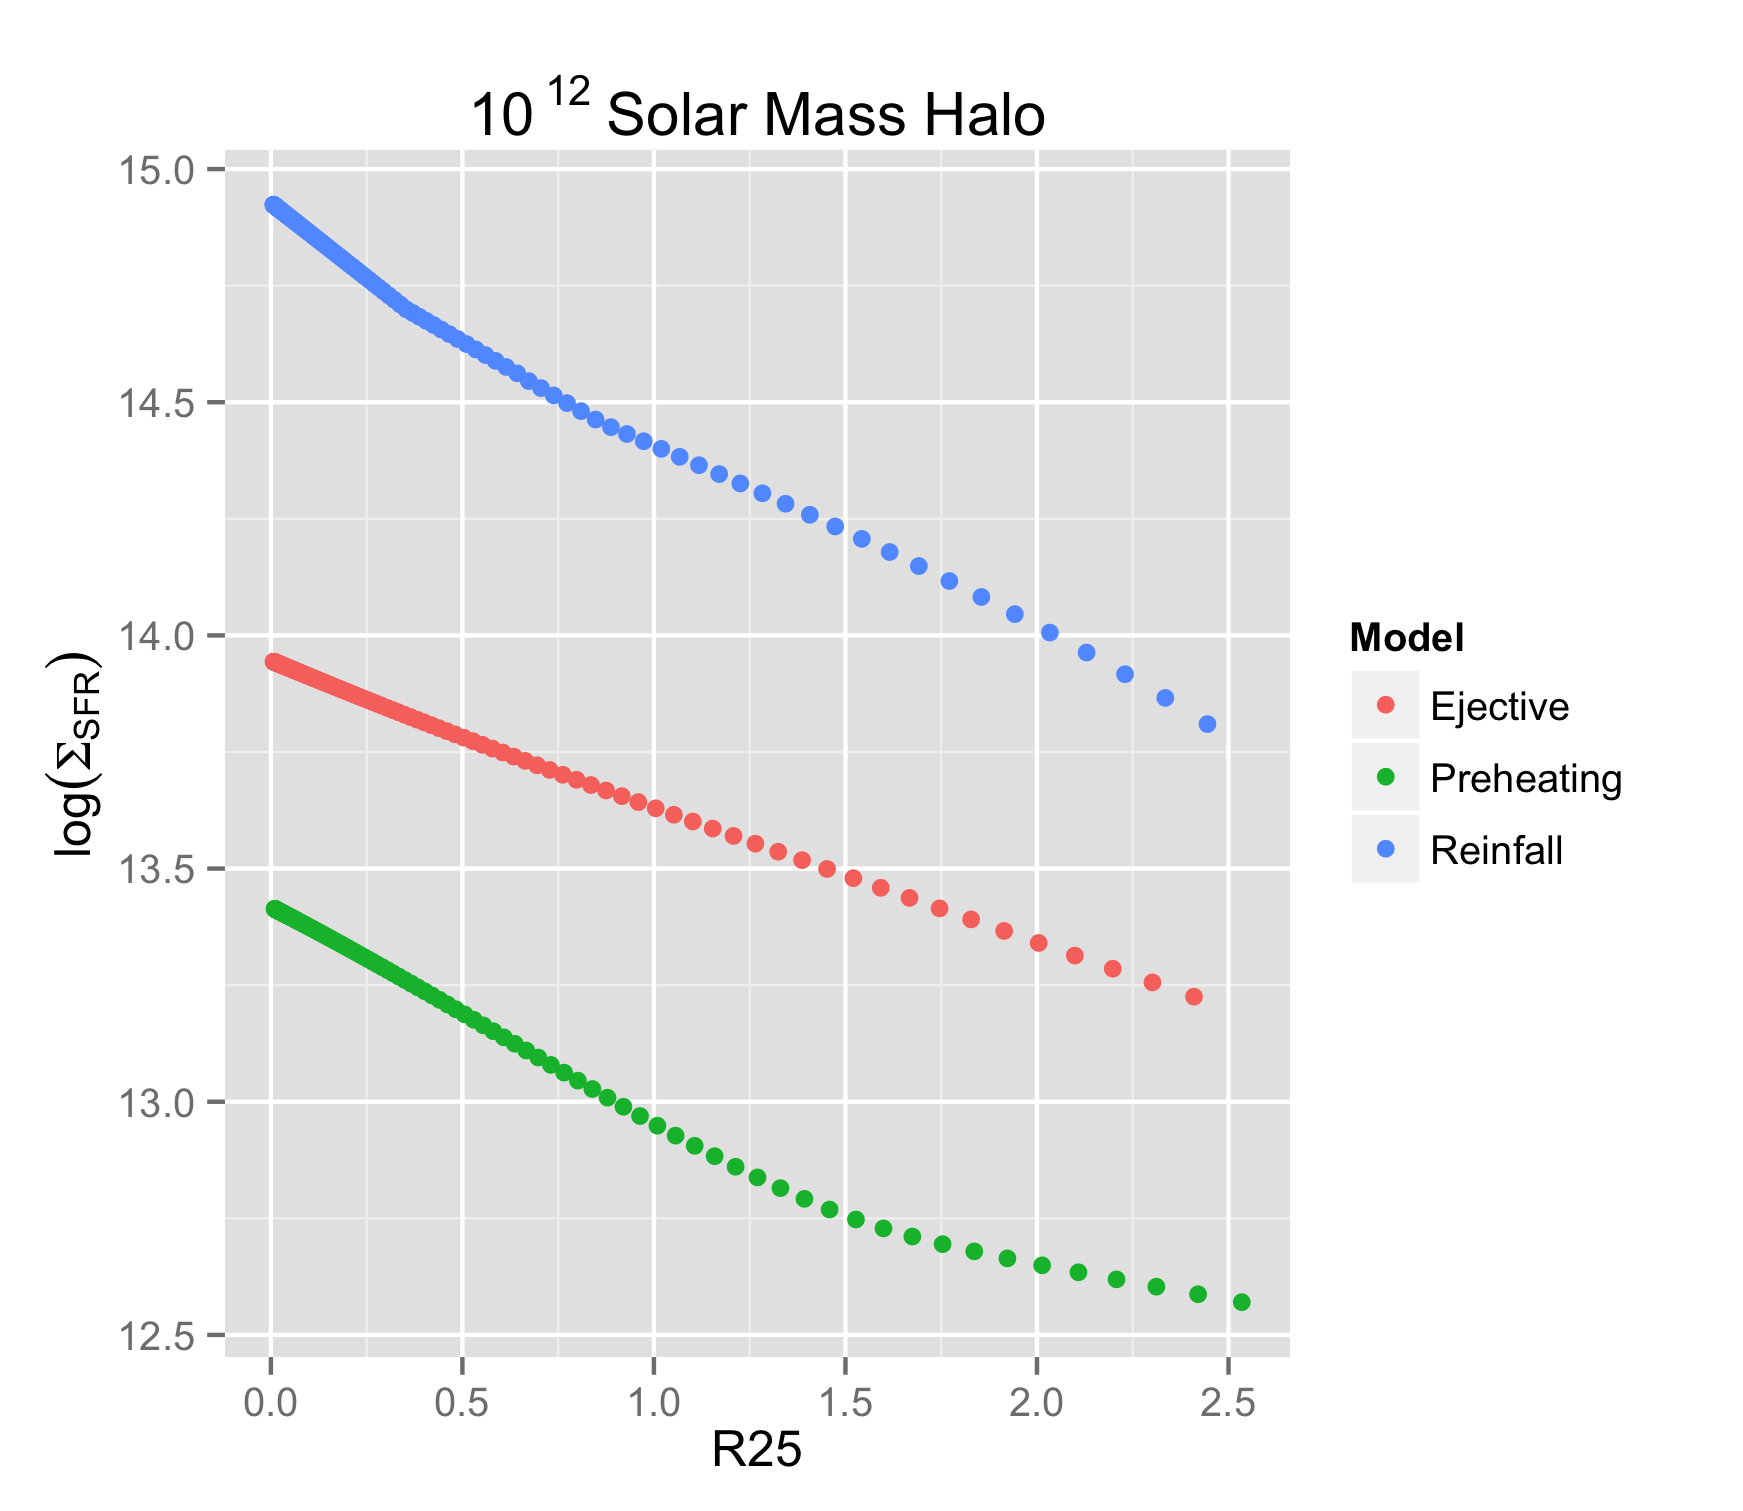 10 12 Solar Mass Halo
15.0
14.5
14.0
13.5
13.0
12.5
log(ΣSFR)
0.0 0.5 1.0 1.5 2.0 2.5
R25
Model
Ejective
Preheating
Reinfall